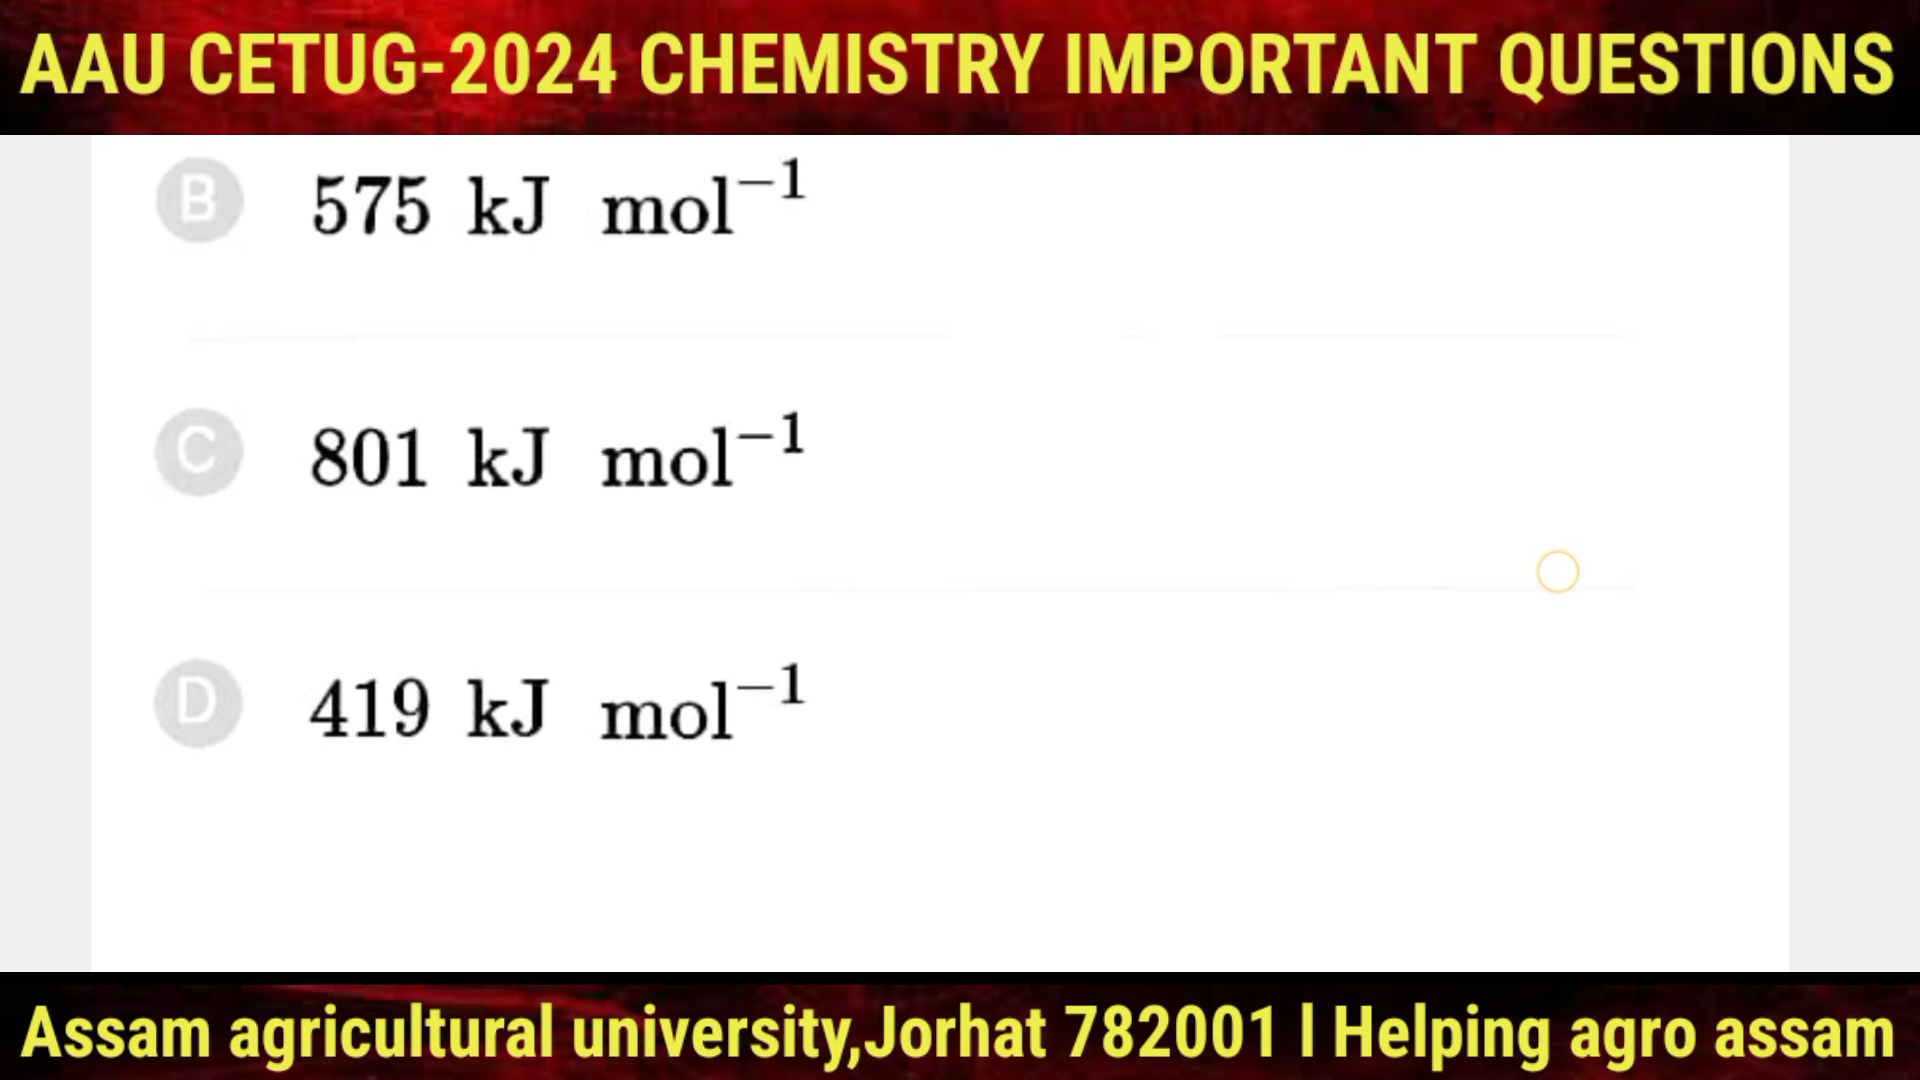 AAU CETUG-2024 CHEMISTRY IMPORTANT QUESTIONS
B 575 kJ mol⁻¹
C 801 kJ mol⁻¹
D 419 kJ mol⁻¹
Assam agricultural university,Jorhat 782001 l Helping agro assam